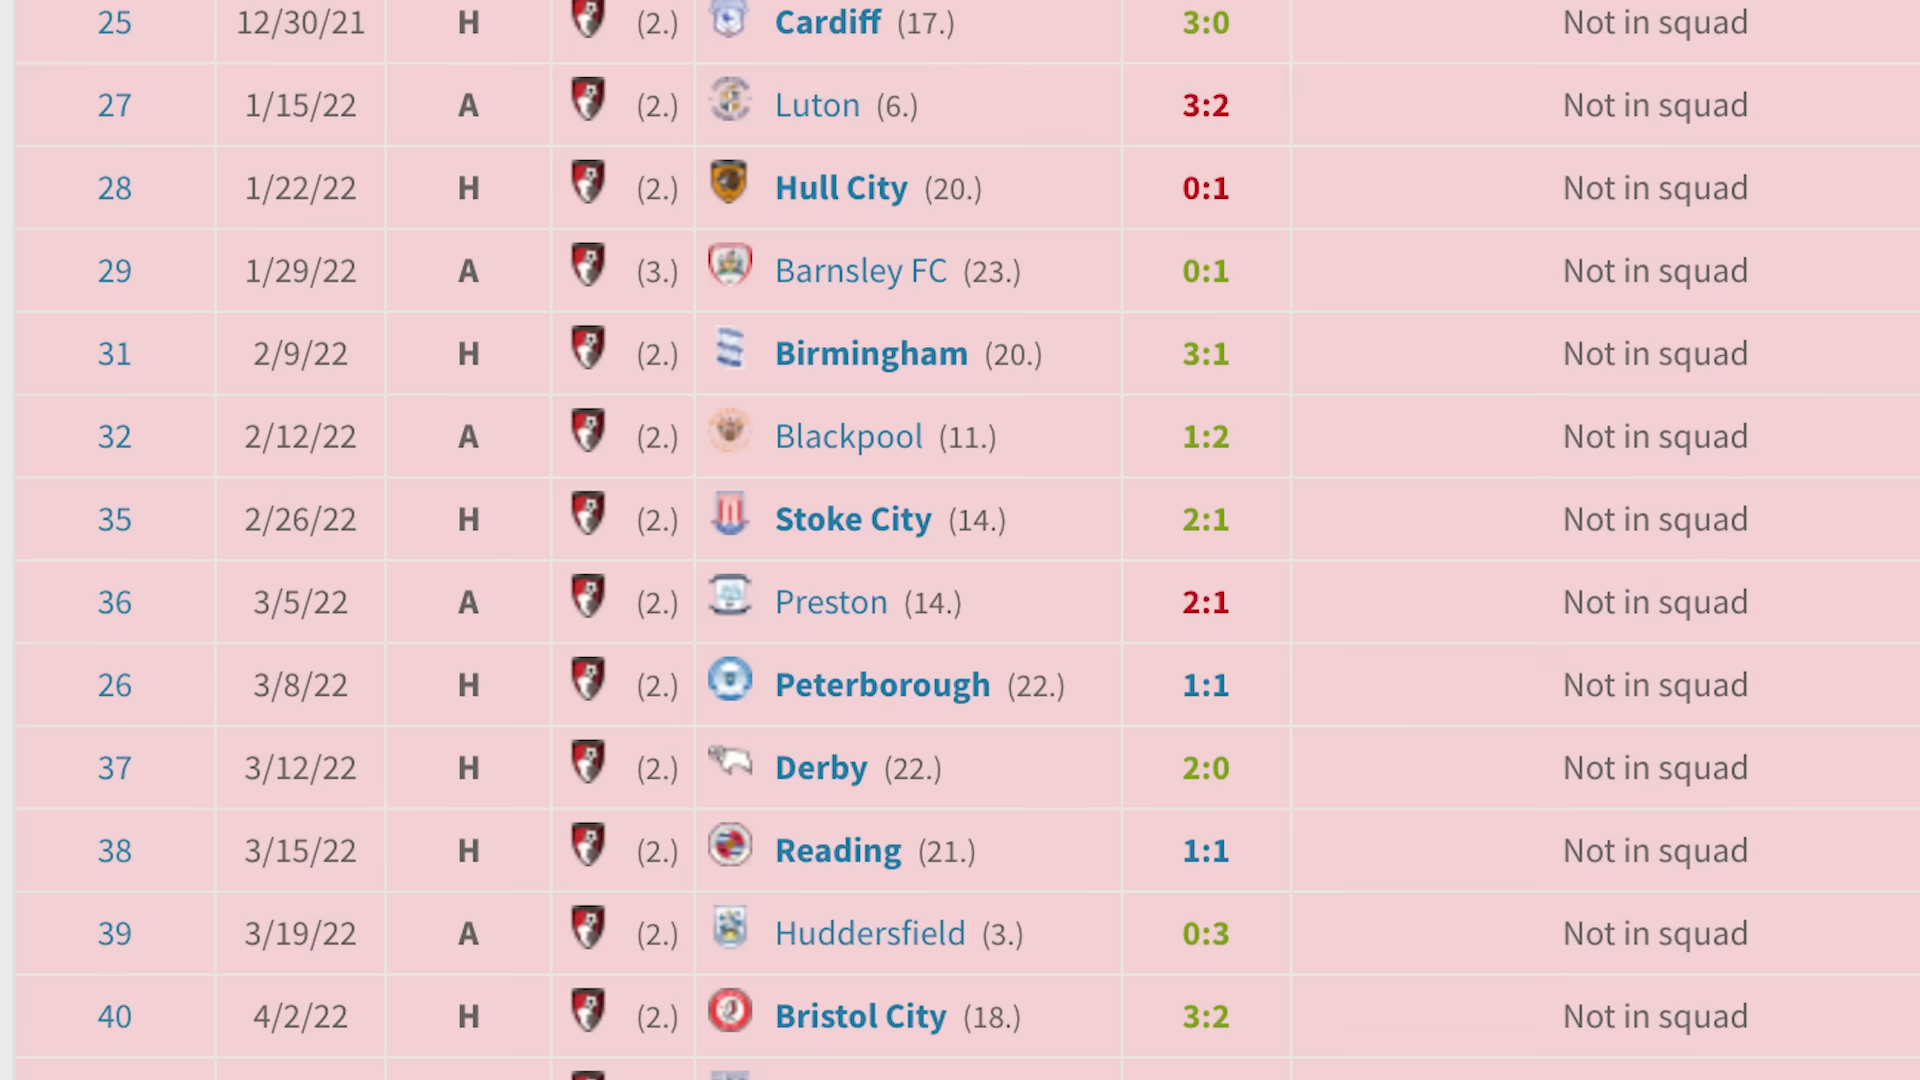 25 12/30/21 H (2.) Cardiff (17.) 3:0 Not in squad
27 1/15/22 A (2.) Luton (6.) 3:2 Not in squad
28 1/22/22 H (2.) Hull City (20.) 0:1 Not in squad
29 1/29/22 A (3.) Barnsley FC (23.) 0:1 Not in squad
31 2/9/22 H (2.) Birmingham (20.) 3:1 Not in squad
32 2/12/22 A (2.) Blackpool (11.) 1:2 Not in squad
35 2/26/22 H (2.) Stoke City (14.) 2:1 Not in squad
36 3/5/22 A (2.) Preston (14.) 2:1 Not in squad
26 3/8/22 H (2.) Peterborough (22.) 1:1 Not in squad
37 3/12/22 H (2.) Derby (22.) 2:0 Not in squad
38 3/15/22 H (2.) Reading (21.) 1:1 Not in squad
39 3/19/22 A (2.) Huddersfield (3.) 0:3 Not in squad
40 4/2/22 H (2.) Bristol City (18.) 3:2 Not in squad